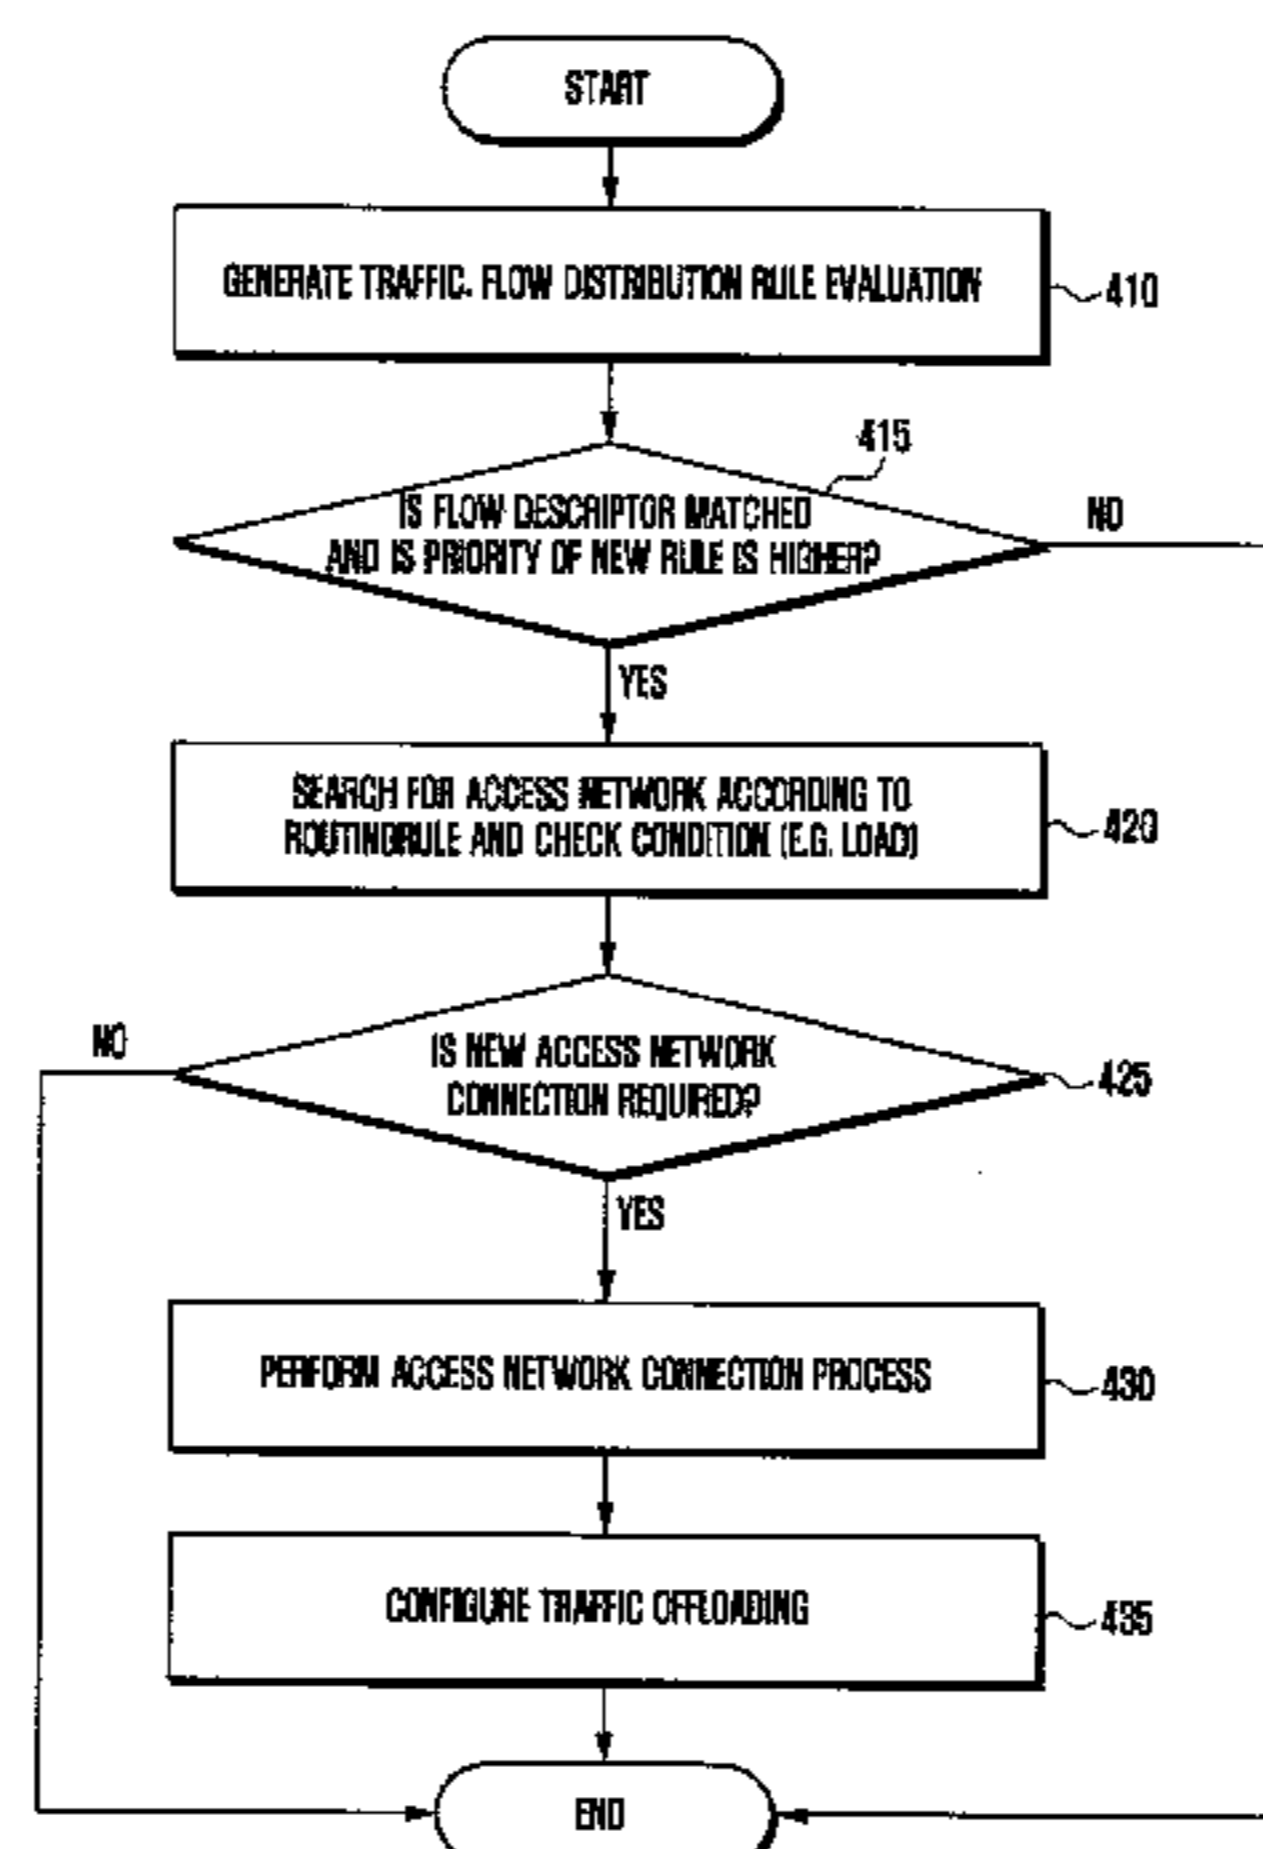 START
GENERATE TRAFFIC. FLOW DISTRIBUTION RULE EVALUATION
410
415
IS FLOW DESCRIPTOR MATCHED
AND IS PRIORITY OF NEW RULE IS HIGHER?
NO
YES
SEARCH FOR ACCESS NETWORK ACCORDING TO
ROUTINGRULE AND CHECK CONDITION (E.G. LOAD)
420
NO
IS NEW ACCESS NETWORK
CONNECTION REQUIRED?
425
YES
PERFORM ACCESS NETWORK CONNECTION PROCESS
430
CONFIGURE TRAFFIC OFFLOADING
435
END